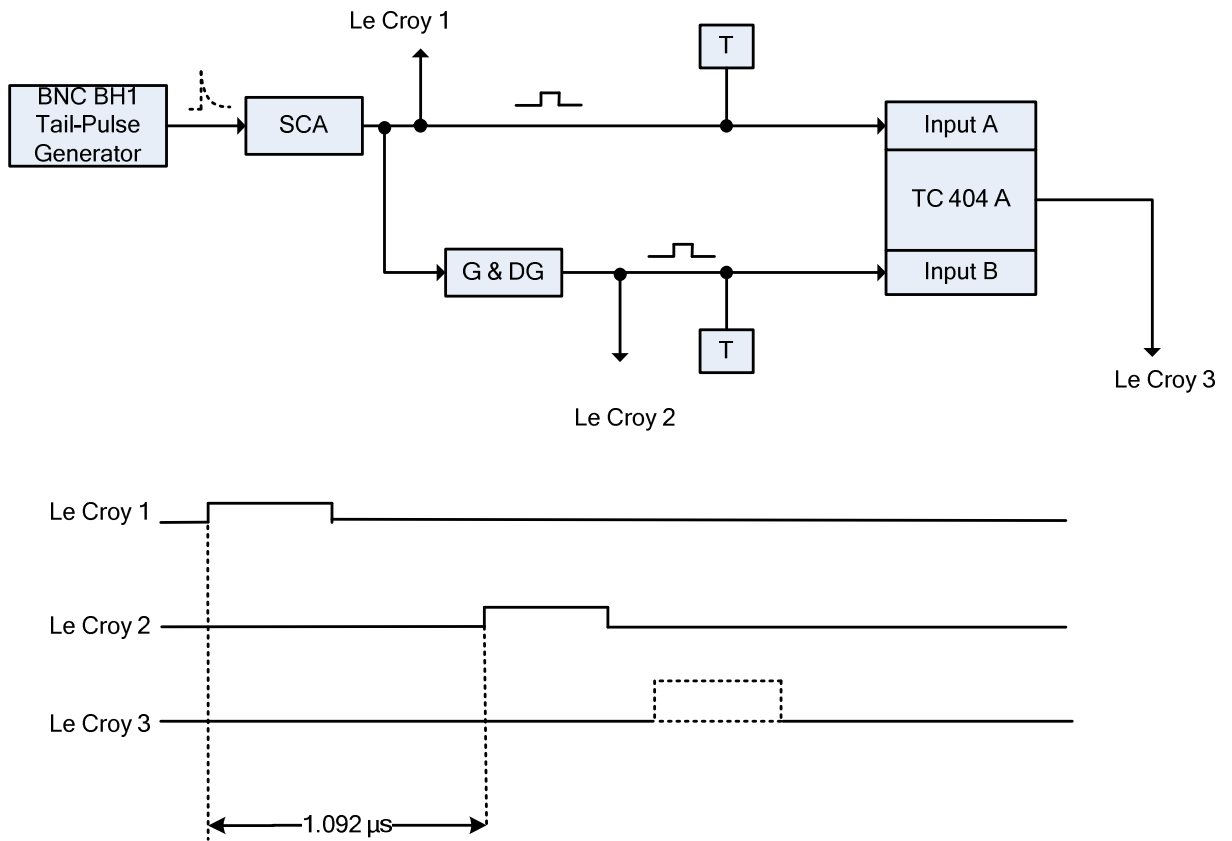 Le Croy 1
T
BNC BH1
Tail-Pulse
Generator
SCA
Input A
TC 404 A
G & DG
Input B
T
Le Croy 3
Le Croy 2
Le Croy 1
Le Croy 2
Le Croy 3
1.092 µs